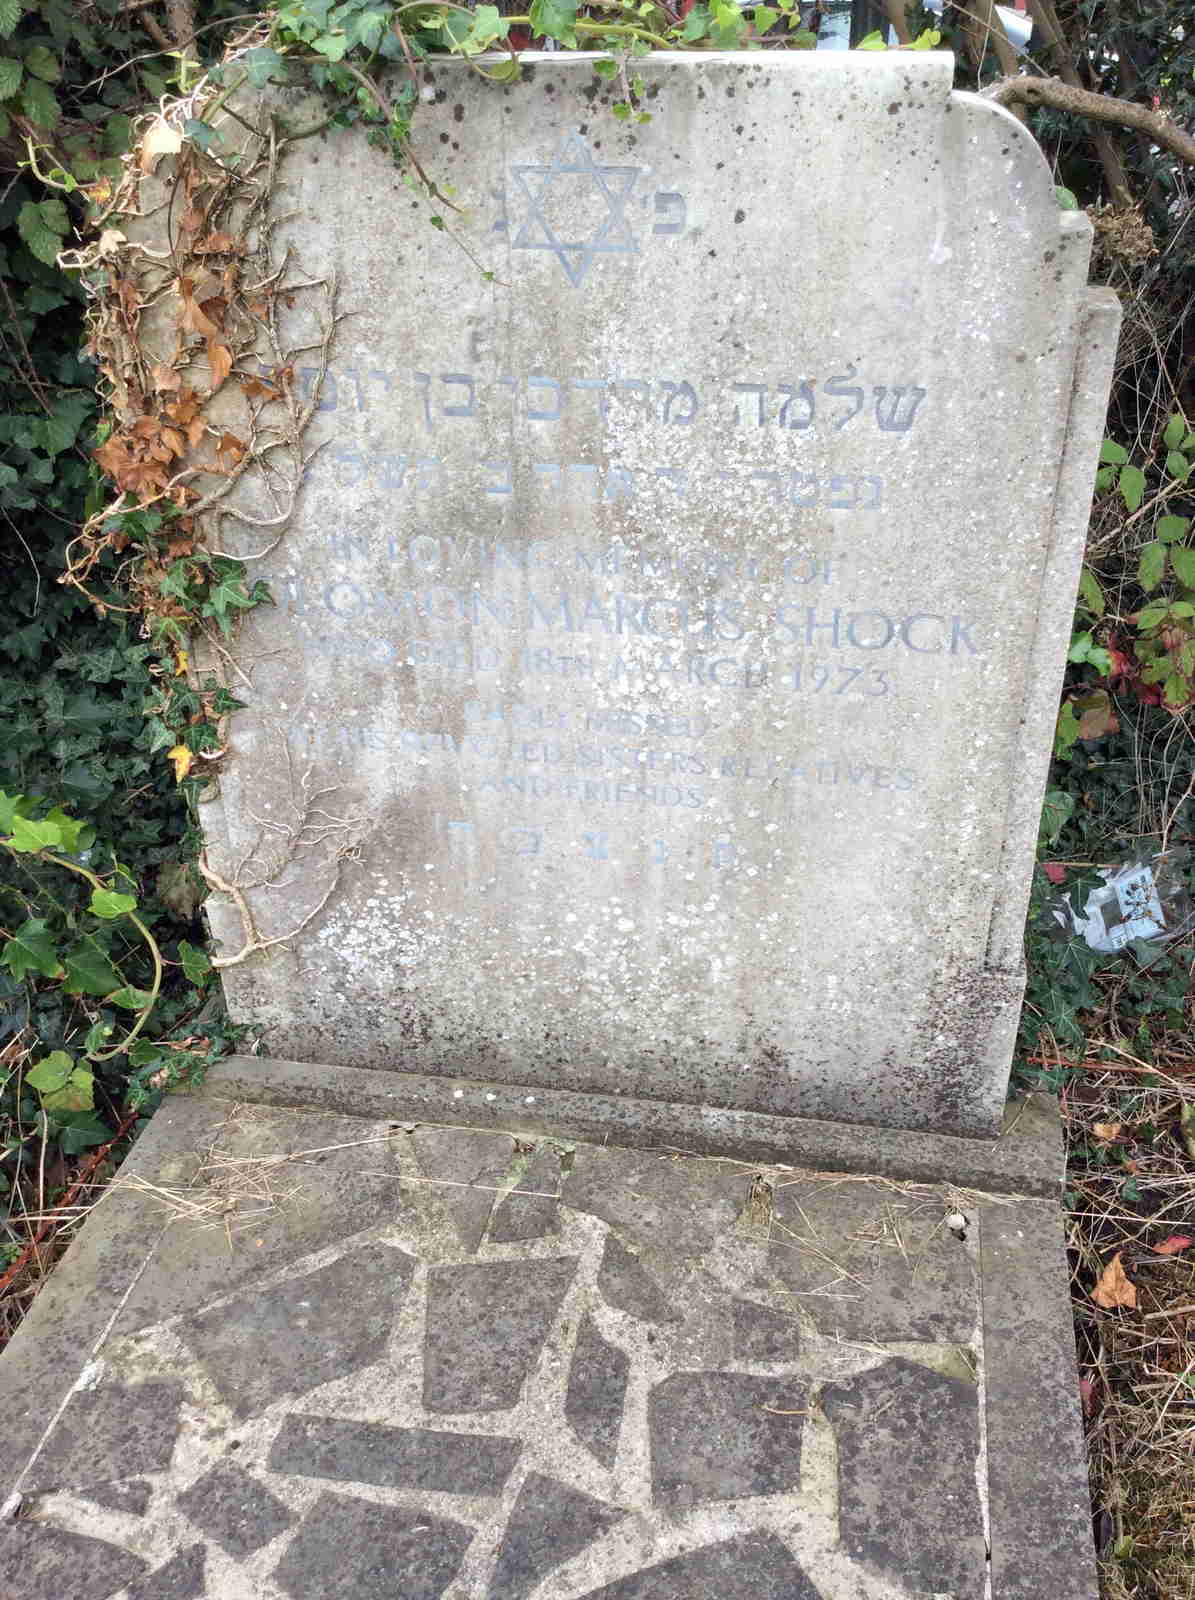 פ נ
שלמה מרדכי בן יוסף
נפטר
IN LOVING MEMORY OF
SOLOMON MARCUS SHOCK
WHO DIED 18TH MARCH 1973
SADLY MISSED
BY HIS DEVOTED SISTERS RELATIVES
AND FRIENDS
ת נ צ ב ה